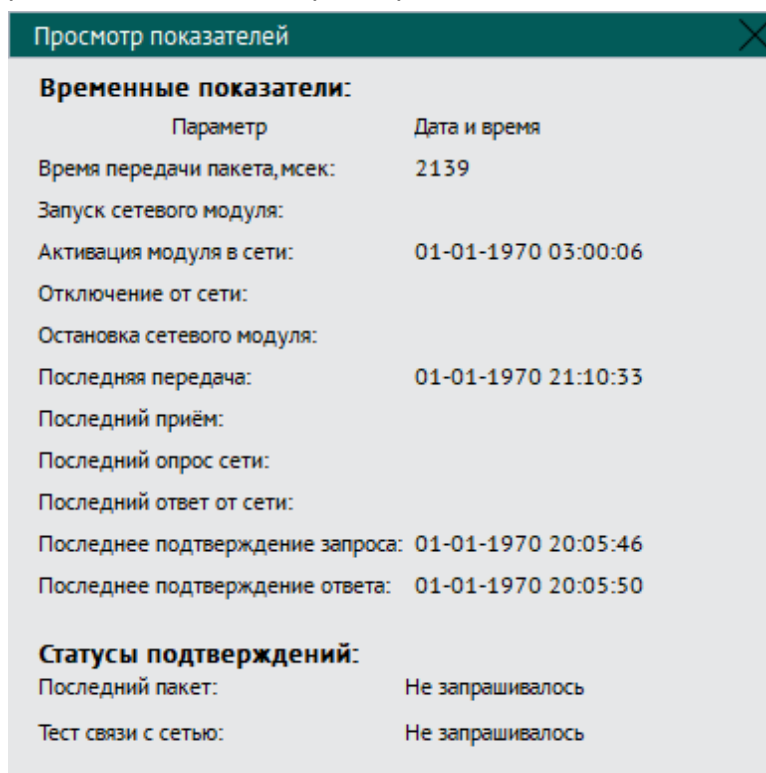 Просмотр показателей
Временные показатели:
Параметр Дата и время
Время передачи пакета,мсек: 2139
Запуск сетевого модуля:
Активация модуля в сети: 01-01-1970 03:00:06
Отключение от сети:
Остановка сетевого модуля:
Последняя передача: 01-01-1970 21:10:33
Последний приём:
Последний опрос сети:
Последний ответ от сети:
Последнее подтверждение запроса: 01-01-1970 20:05:46
Последнее подтверждение ответа: 01-01-1970 20:05:50
Статусы подтверждений:
Последний пакет: Не запрашивалось
Тест связи с сетью: Не запрашивалось